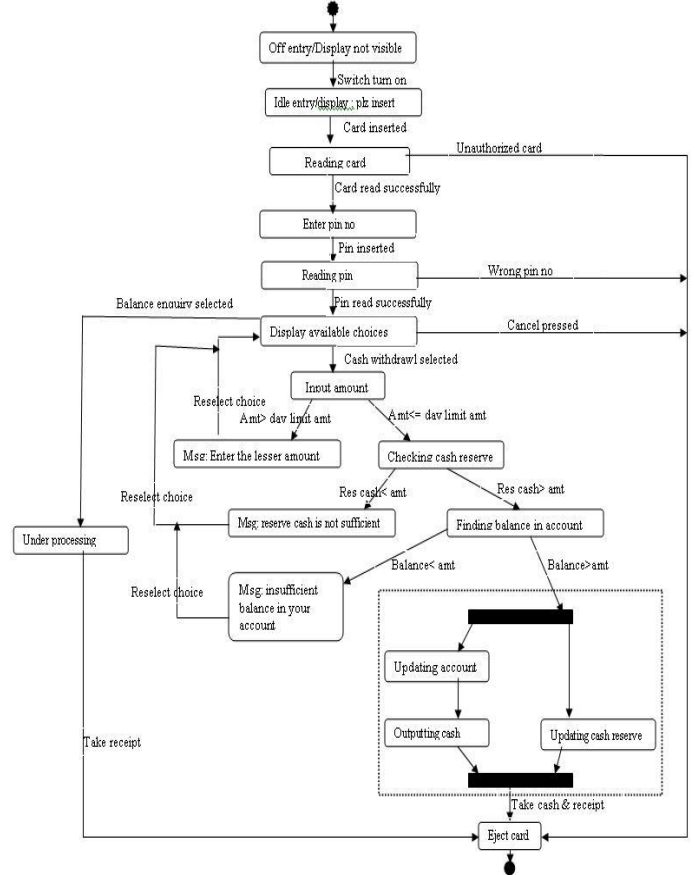 Off entry/Display not visible
Switch turn on
Idle entry/display : plz insert
Card inserted
Unauthorized card
Reading card
Card read successfully
Enter pin no
Pin inserted
Reading pin
Wrong pin no
Pin read successfully
Balance enquiry selected
Display available choices
Cancel pressed
Cash withdrawl selected
Input amount
Reselect choice
Amt> day limit amt
Amt<= day limit amt
Msg: Enter the lesser amount
Checking cash reserve
Reselect choice
Res cash< amt
Res cash> amt
Msg: reserve cash is not sufficient
Finding balance in account
Under processing
Balance< amt
Balance>amt
Reselect choice
Msg: insufficient
balance in your
account
Updating account
Outputting cash
Updating cash reserve
Take receipt
Take cash & receipt
Eject card